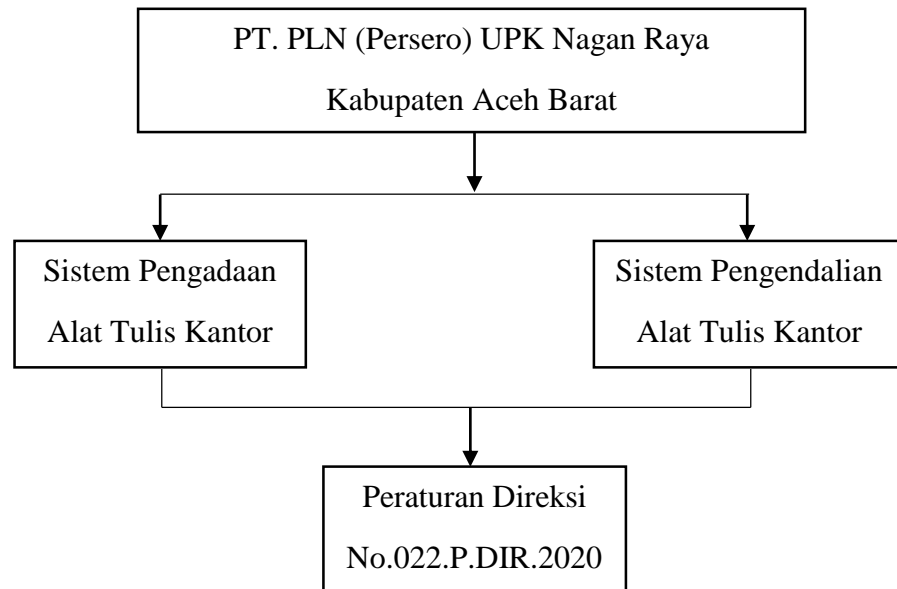 PT. PLN (Persero) UPK Nagan Raya
Kabupaten Aceh Barat
Sistem Pengadaan
Alat Tulis Kantor
Sistem Pengendalian
Alat Tulis Kantor
Peraturan Direksi
No.022.P.DIR.2020